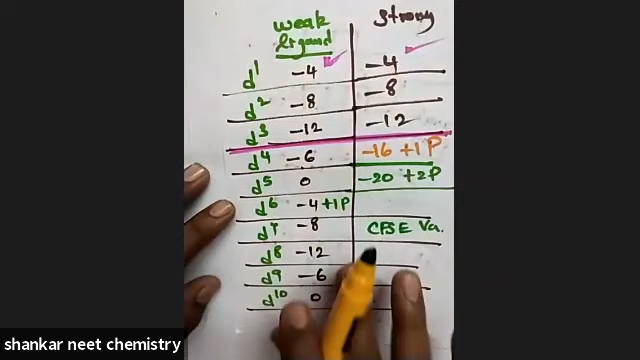 weak strong
ligand
d1 -4 -4
d2 -8 -8
d3 -12 -12
d4 -6 -16 +1P
d5 0 -20 +2P
d6 -4+1P
d7 -8 CFSE Va.
d8 -12
d9 -6
d10 0
shankar neet chemistry